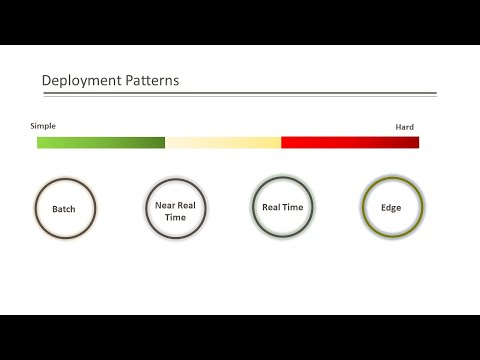 Deployment Patterns
Simple
Hard
Batch
Near Real
Time
Real Time
Edge